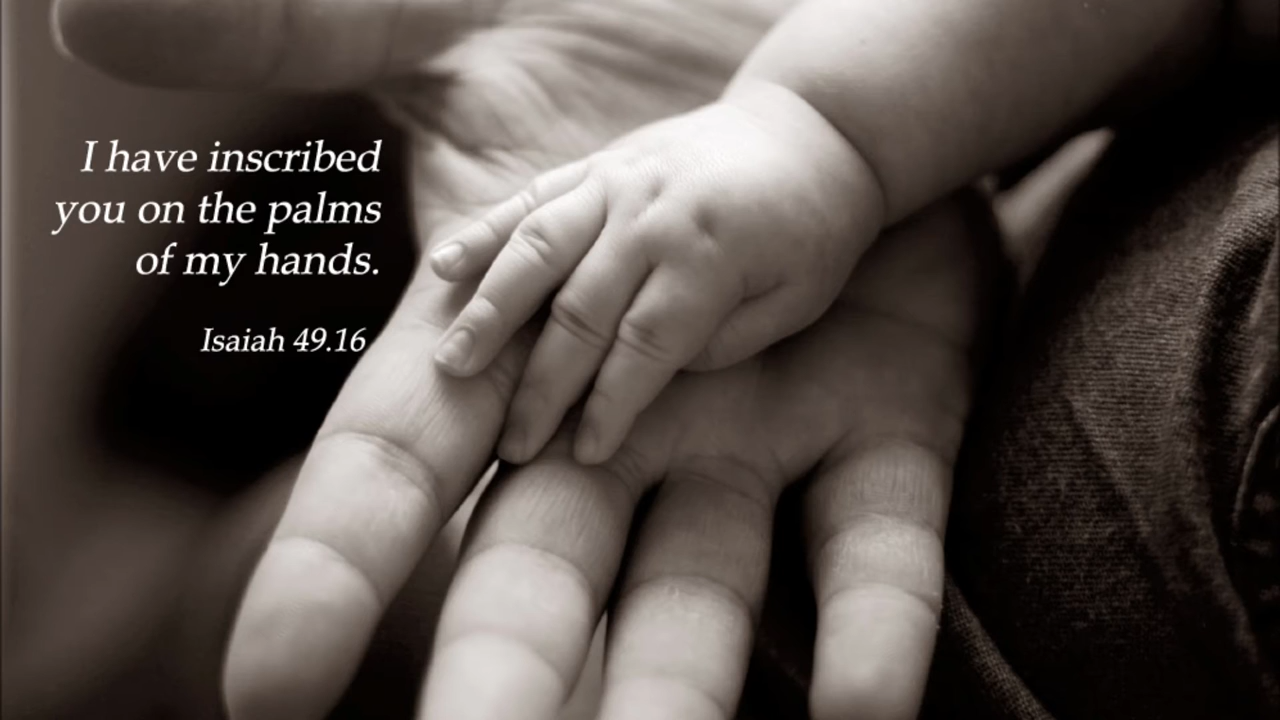 I have inscribed
you on the palms
of my hands.
Isaiah 49.16